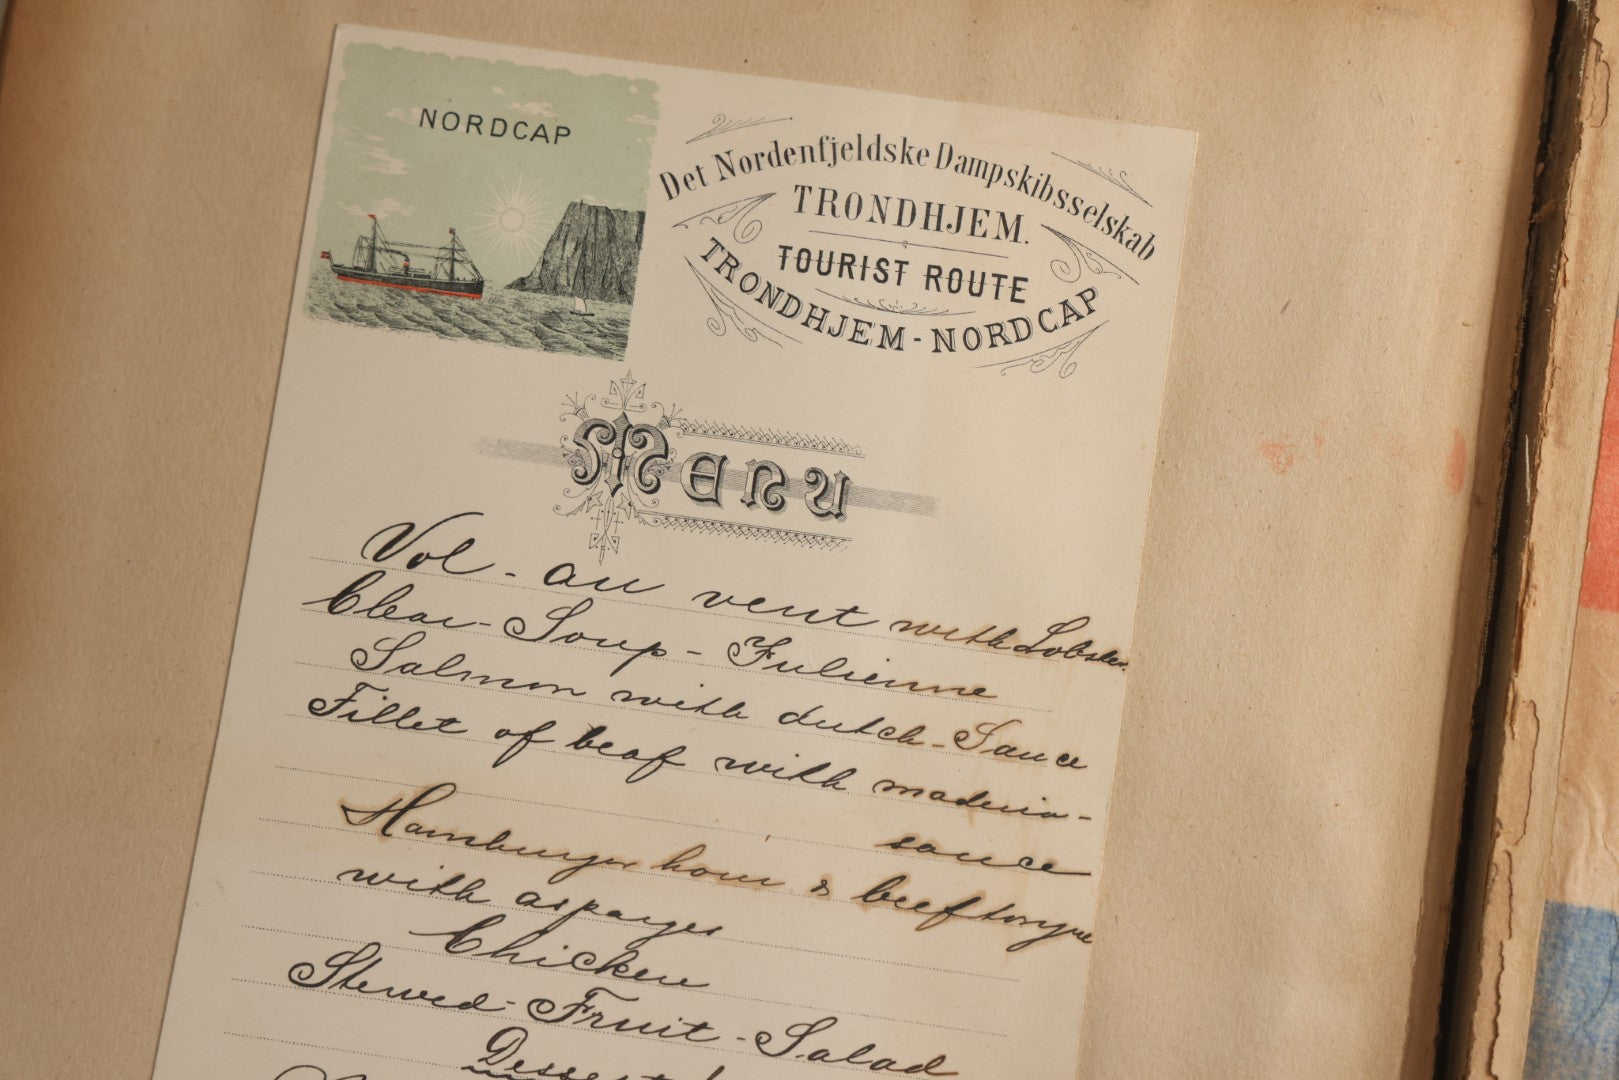 NORDCAP
Det Nordenfjeldske Dampskibsselskab
TRONDHJEM.
TOURIST ROUTE
TRONDHJEM-NORDCAP
Menu
Vol-au vent with Lobster.
Clear-Soup-Julienne
Salmon with dutch-Sauce
Fillet of beaf with madeira-
sauce
Hamburger ham & beeftongue
with asparges
Chicken
Stewed-Fruit-Salad
Dessert